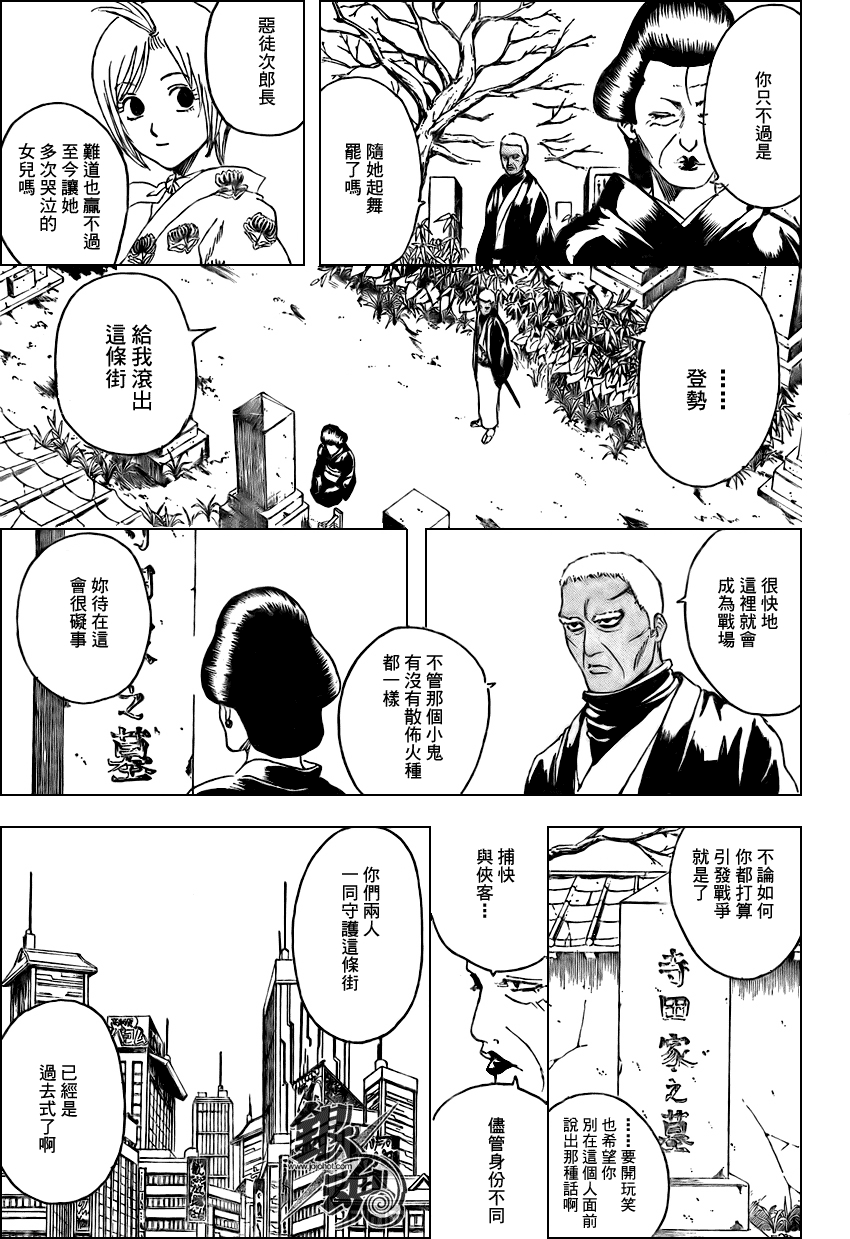 你只不過是
隨她起舞
罷了嗎
惡徒次郎長
難道也贏不過
至今讓她
多次哭泣的
女兒嗎
……
登勢
給我滾出
這條街
很快地
這裡就會
成為戰場
不管那個小鬼
有沒有散佈火種
都一樣
妳待在這
會很礙事
之墓
不論如何
你都打算
引發戰爭
就是了
寺田家之墓
……要開玩笑
也希望你
別在這個人面前
說出那種話啊
捕快
與俠客…
儘管身份不同
你們兩人
一同守護這條街
已經是
過去式了啊
銀魂
www.jojohot.com